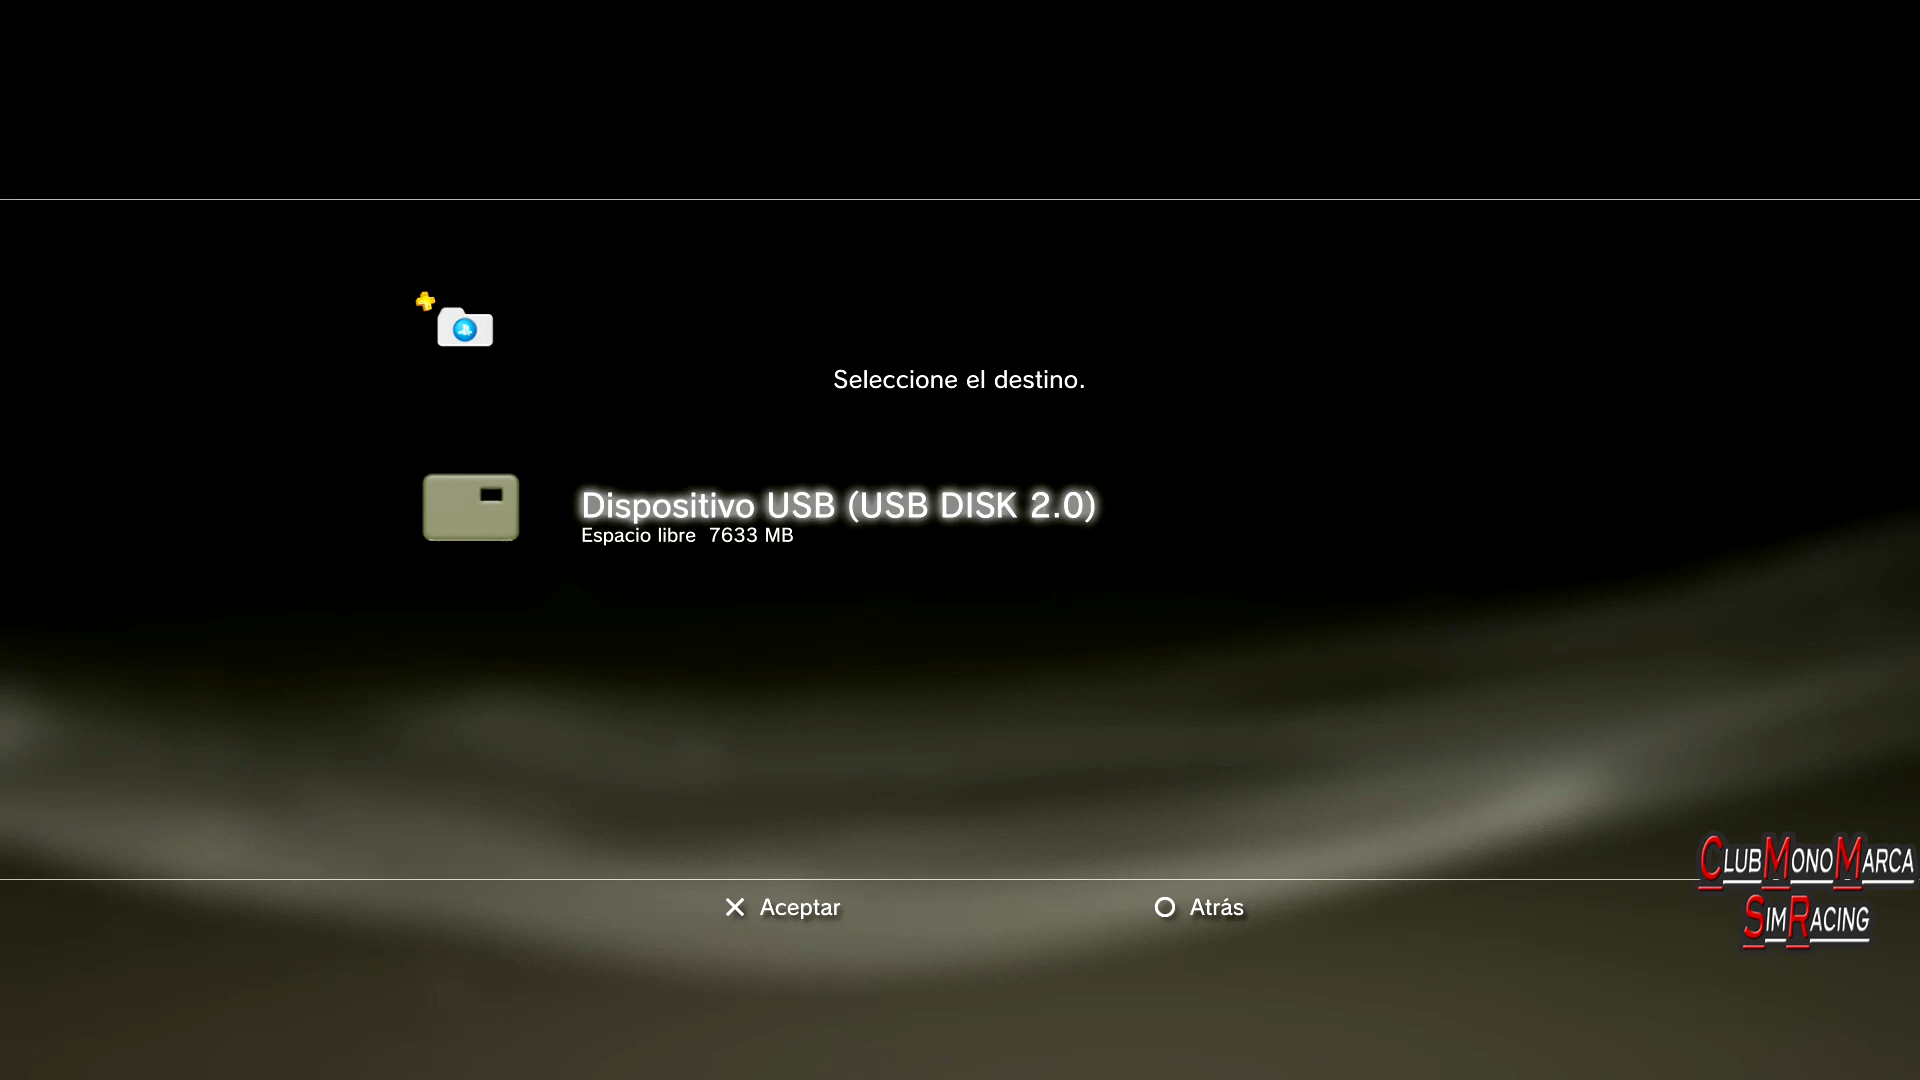 Seleccione el destino.
Dispositivo USB (USB DISK 2.0)
Espacio libre 7633 MB
Aceptar
Atrás
CLUBMONOMARCA
SIMRACING